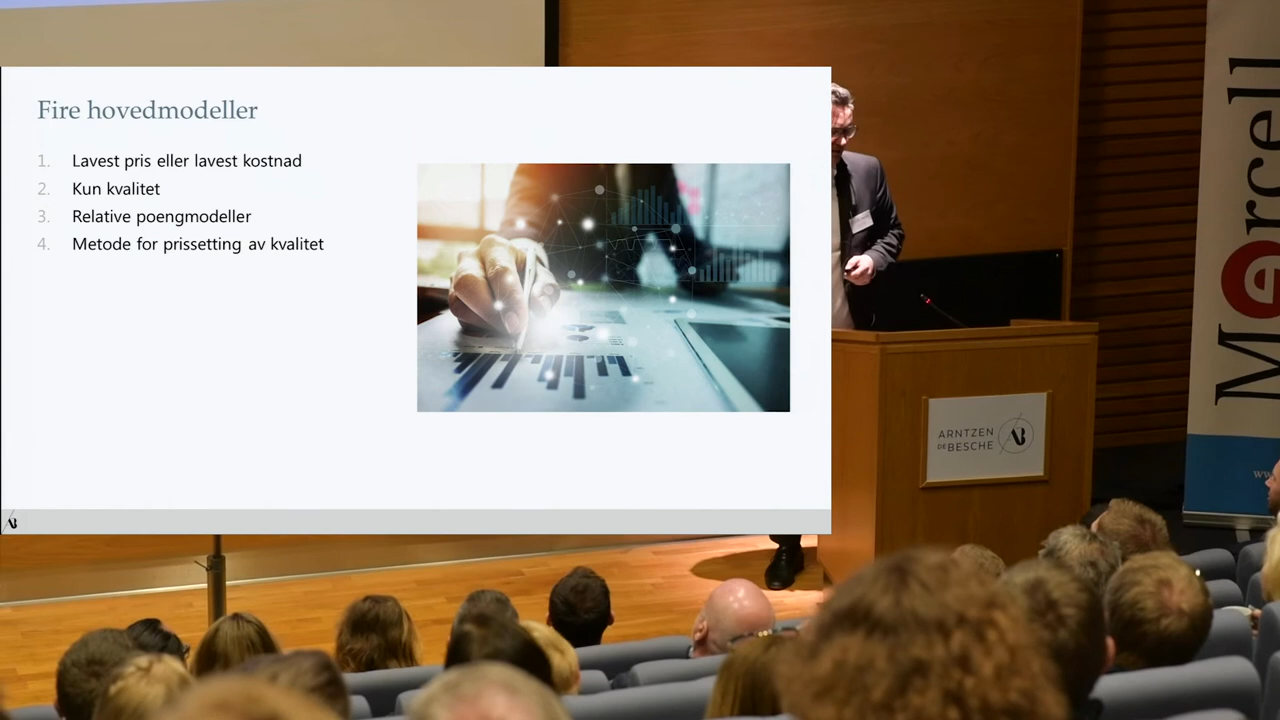 Fire hovedmodeller
1. Lavest pris eller lavest kostnad
2. Kun kvalitet
3. Relative poengmodeller
4. Metode for prissetting av kvalitet
ARNTZEN
DE BESCHE
Mercell